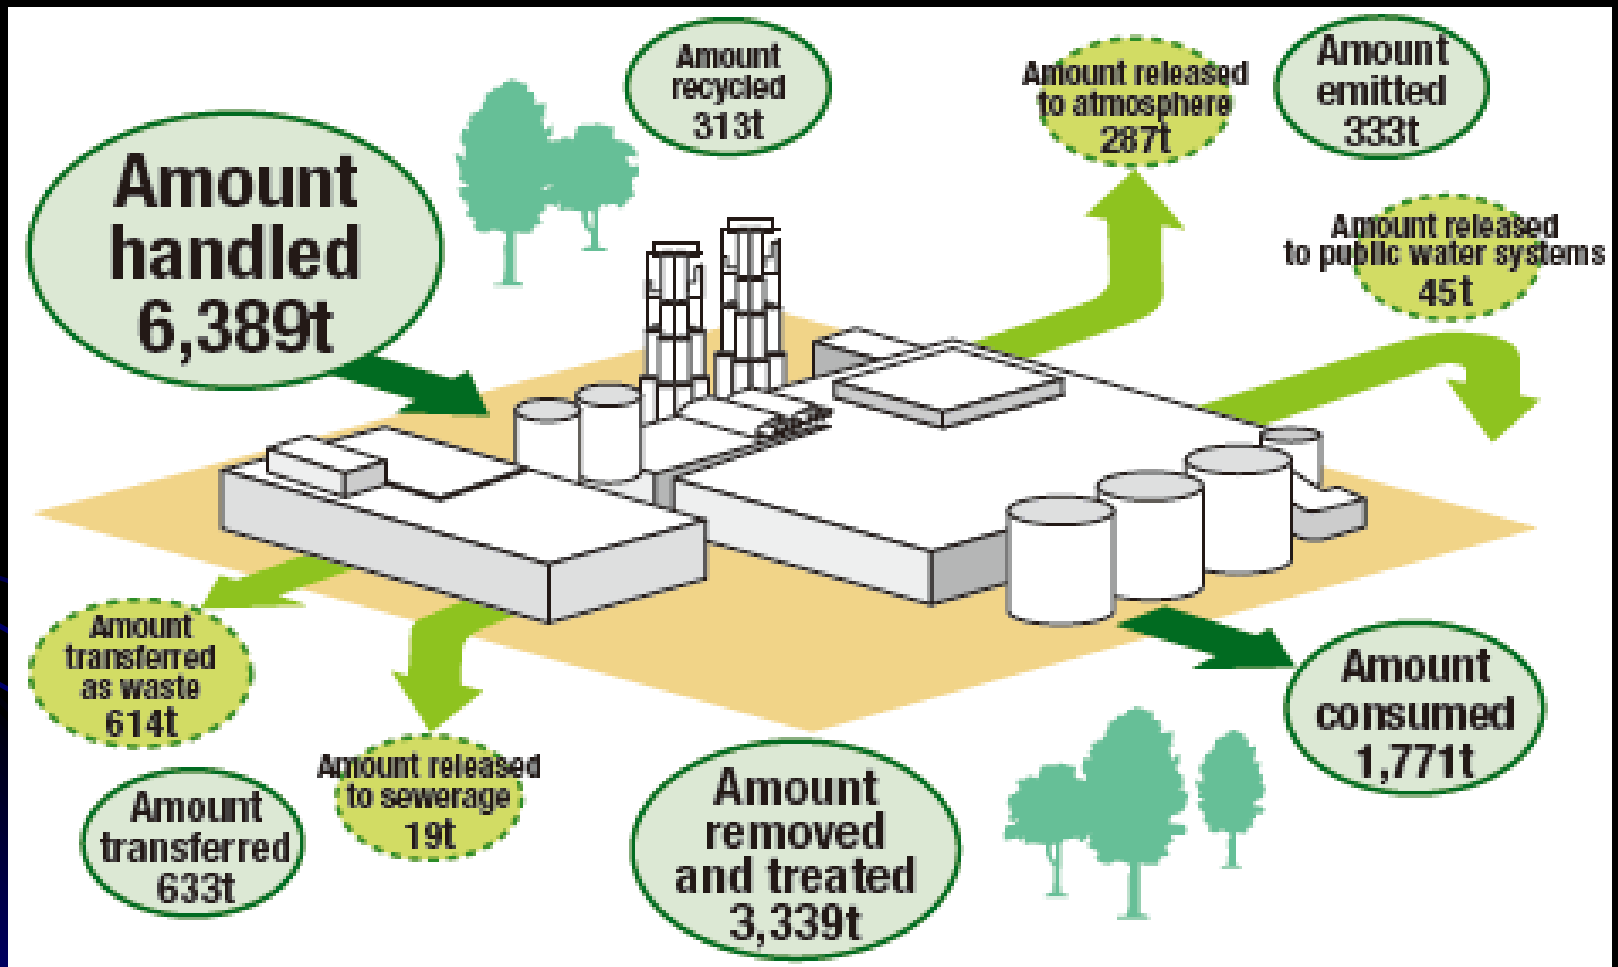 Amount
handled
6,389t
Amount
recycled
313t
Amount released
to atmosphere
287t
Amount
emitted
333t
Amount released
to public water systems
45t
Amount
transferred
as waste
614t
Amount
transferred
633t
Amount released
to sewerage
19t
Amount
removed
and treated
3,339t
Amount
consumed
1,771t